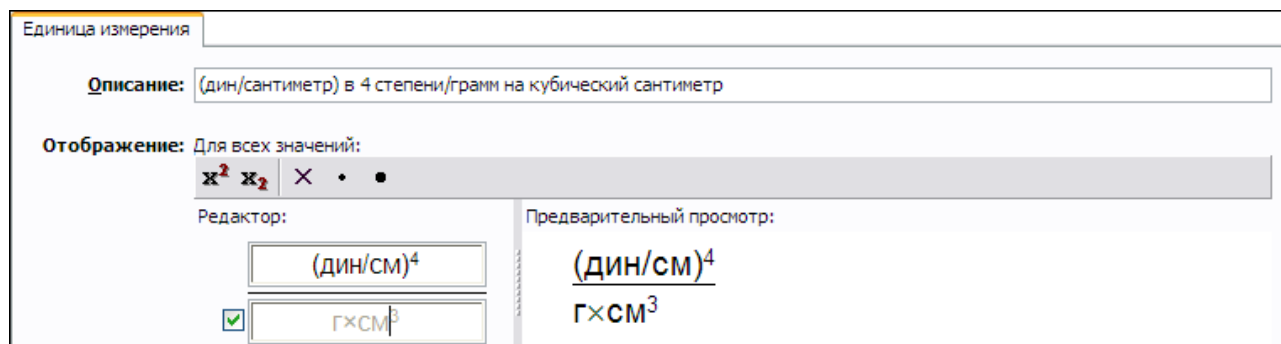 Единица измерения
Описание: (дин/сантиметр) в 4 степени/грамм на кубический сантиметр
Отображение: Для всех значений:
x² x₂ × · •
Редактор: Предварительный просмотр:
(дин/см)⁴ (дин/см)⁴
г×см³ г×см³